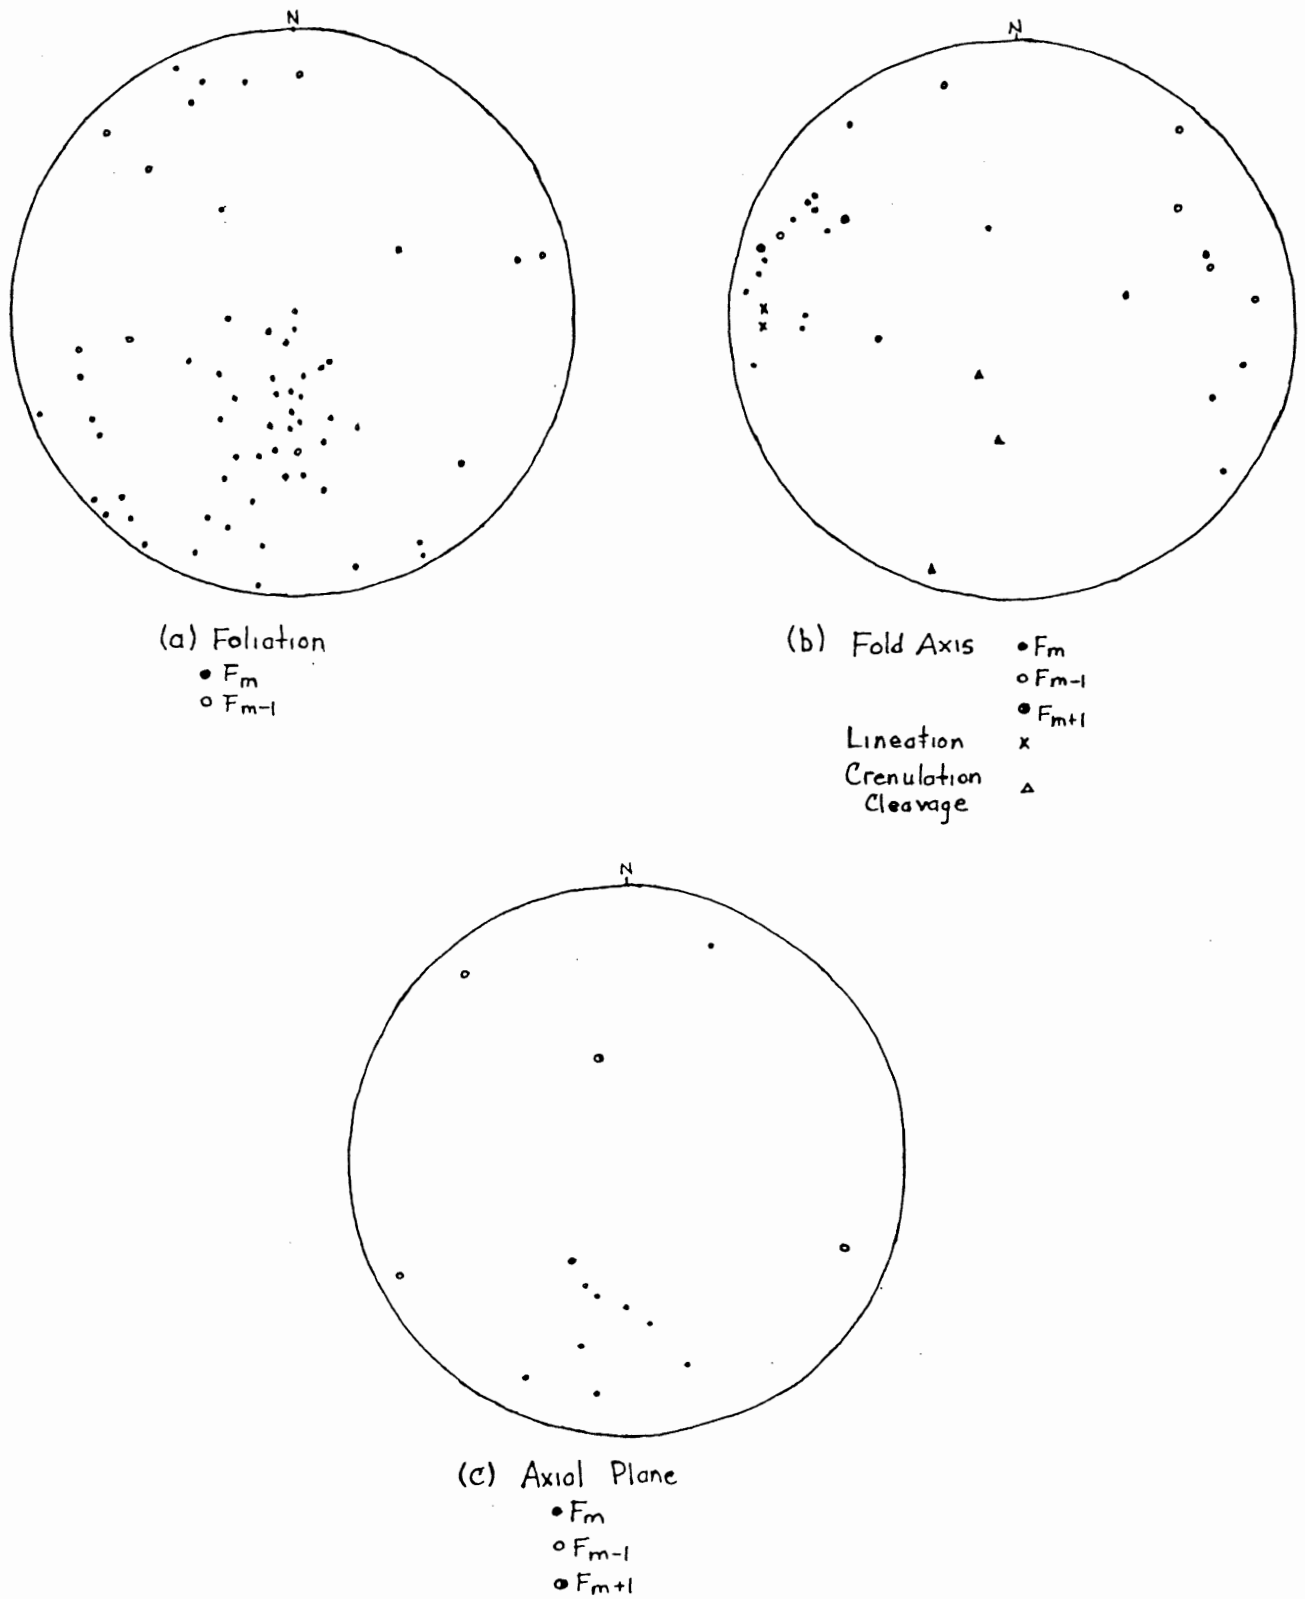 N
N
(a) Foliation
Fm
Fm-1
(b) Fold Axis
Fm
Fm-1
Fm+1
Lineation x
Crenulation
Cleavage
N
(c) Axial Plane
Fm
Fm-1
Fm+1